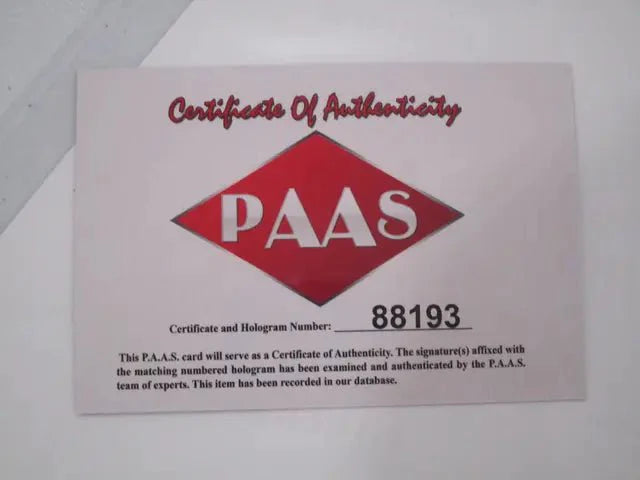 Certificate Of Authenticity
PAAS
Certificate and Hologram Number: 88193
This P.A.A.S. card will serve as a Certificate of Authenticity. The signature(s) affixed with
the matching numbered hologram has been examined and authenticated by the P.A.A.S.
team of experts. This item has been recorded in our database.